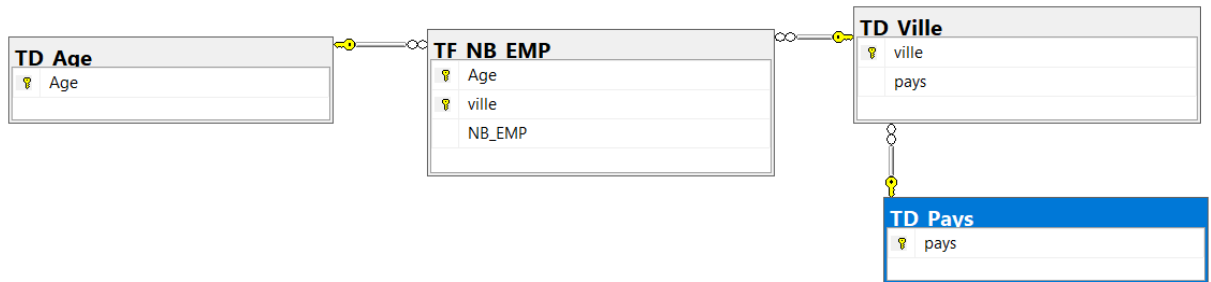 TD_Age
Age
TF_NB_EMP
Age
ville
NB_EMP
TD_Ville
ville
pays
TD_Pays
pays